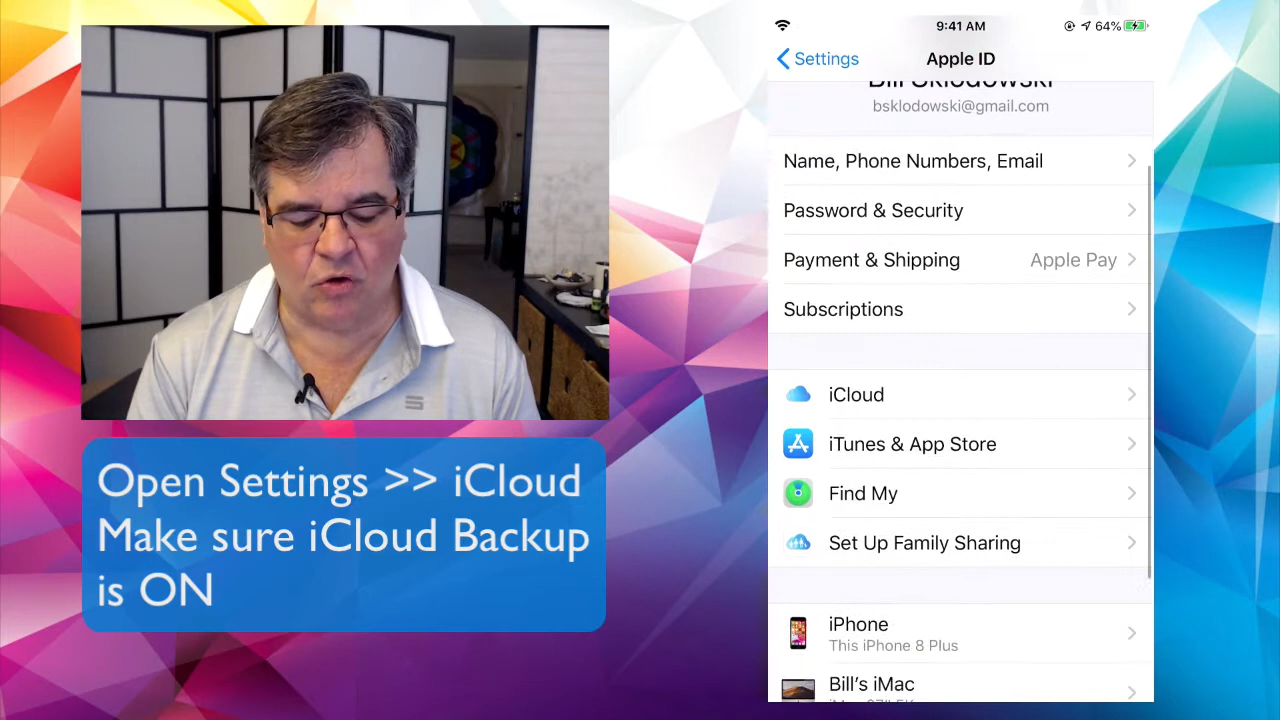 Open Settings >> iCloud
Make sure iCloud Backup
is ON
9:41 AM
64%
Settings
Apple ID
Bill Sklodowski
bsklodowski@gmail.com
Name, Phone Numbers, Email
Password & Security
Payment & Shipping Apple Pay
Subscriptions
iCloud
iTunes & App Store
Find My
Set Up Family Sharing
iPhone
This iPhone 8 Plus
Bill's iMac